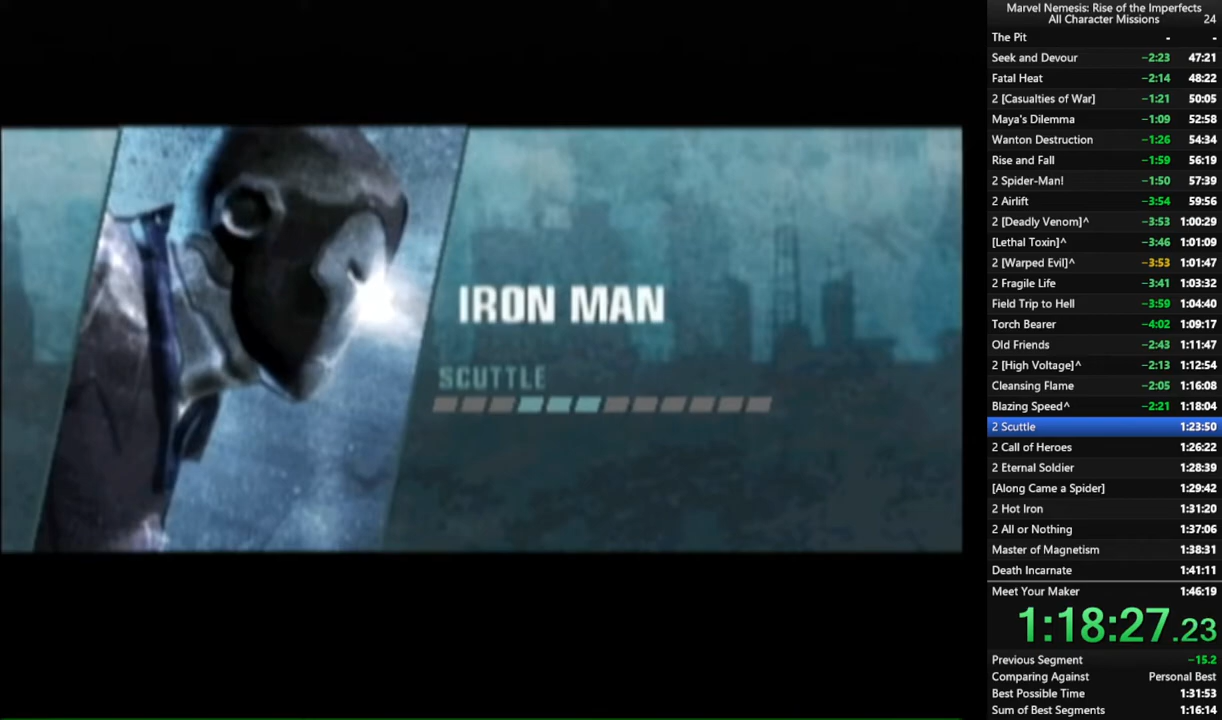 IRON MAN
SCUTTLE
Marvel Nemesis: Rise of the Imperfects
All Character Missions 24
The Pit - -
Seek and Devour −2:23 47:21
Fatal Heat −2:14 48:22
2 [Casualties of War] −1:21 50:05
Maya's Dilemma −1:09 52:58
Wanton Destruction −1:26 54:34
Rise and Fall −1:59 56:19
2 Spider-Man! −1:50 57:39
2 Airlift −3:54 59:56
2 [Deadly Venom]^ −3:53 1:00:29
[Lethal Toxin]^ −3:46 1:01:09
2 [Warped Evil]^ −3:53 1:01:47
2 Fragile Life −3:41 1:03:32
Field Trip to Hell −3:59 1:04:40
Torch Bearer −4:02 1:09:17
Old Friends −2:43 1:11:47
2 [High Voltage]^ −2:13 1:12:54
Cleansing Flame −2:05 1:16:08
Blazing Speed^ −2:21 1:18:04
2 Scuttle 1:23:50
2 Call of Heroes 1:26:22
2 Eternal Soldier 1:28:39
[Along Came a Spider] 1:29:42
2 Hot Iron 1:31:20
2 All or Nothing 1:37:06
Master of Magnetism 1:38:31
Death Incarnate 1:41:11
Meet Your Maker 1:46:19
1:18:27.23
Previous Segment −15.2
Comparing Against Personal Best
Best Possible Time 1:31:53
Sum of Best Segments 1:16:14